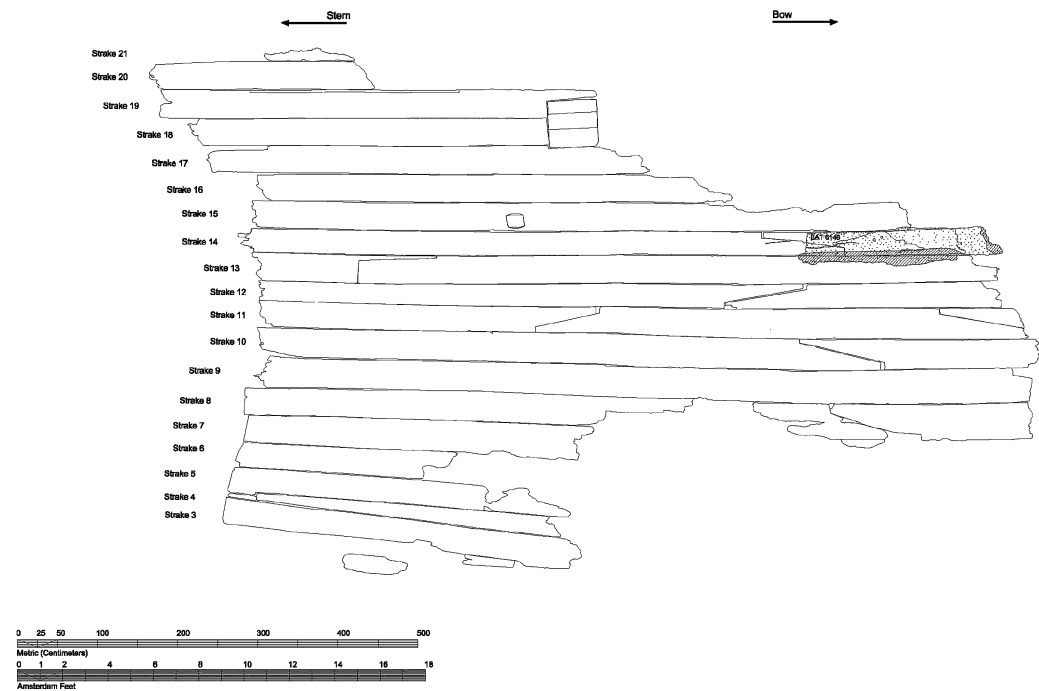 Stern
Bow
Strake 21
Strake 20
Strake 19
Strake 18
Strake 17
Strake 16
Strake 15
Strake 14
BAT 6146
Strake 13
Strake 12
Strake 11
Strake 10
Strake 9
Strake 8
Strake 7
Strake 6
Strake 5
Strake 4
Strake 3
0 25 50 100 200 300 400 500
Metric (Centimeters)
0 1 2 4 6 8 10 12 14 16 18
Amsterdam Feet